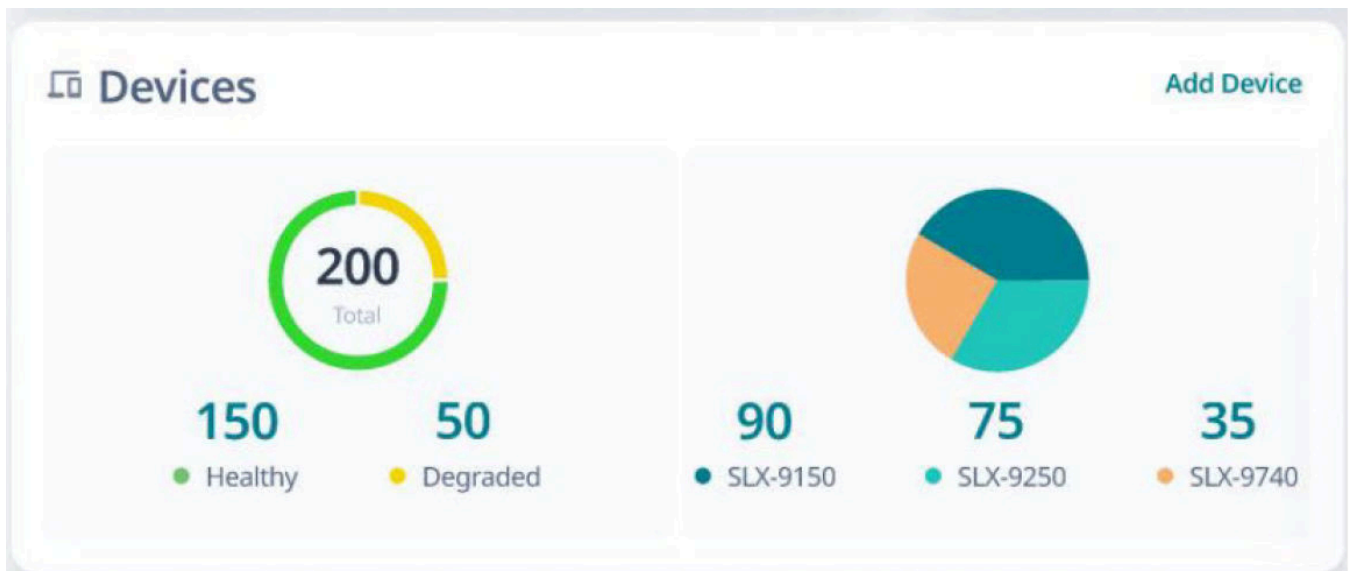 Devices
Add Device
200
Total
150
50
Healthy
Degraded
90
75
35
SLX-9150
SLX-9250
SLX-9740